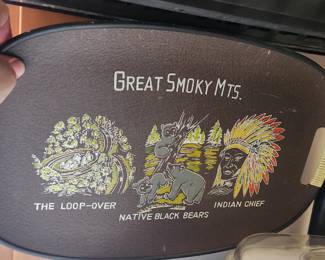 GREAT SMOKY MTS.
THE LOOP-OVER
NATIVE BLACK BEARS
INDIAN CHIEF